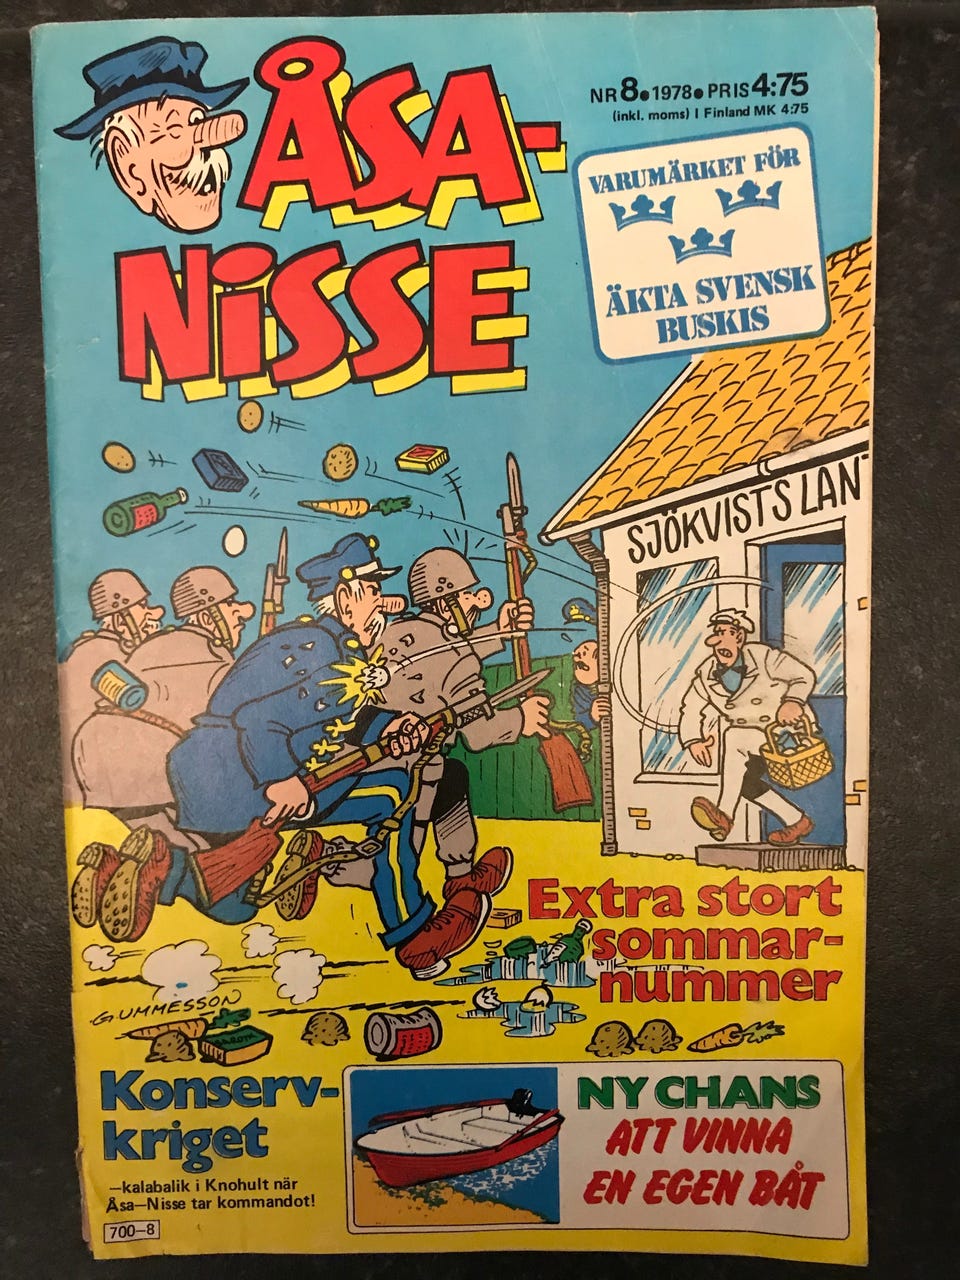 ÅSA-
NISSE
NR 8 • 1978 • PRIS 4:75
(inkl. moms) I Finland MK 4:75
VARUMÄRKET FÖR
ÄKTA SVENSK
BUSKIS
SJÖKVISTS LANT
Extra stort
sommar-
nummer
GUMMESSON
Konserv-
kriget
—kalabalik i Knohult när
Åsa—Nisse tar kommandot!
700—8
NY CHANS
ATT VINNA
EN EGEN BÅT